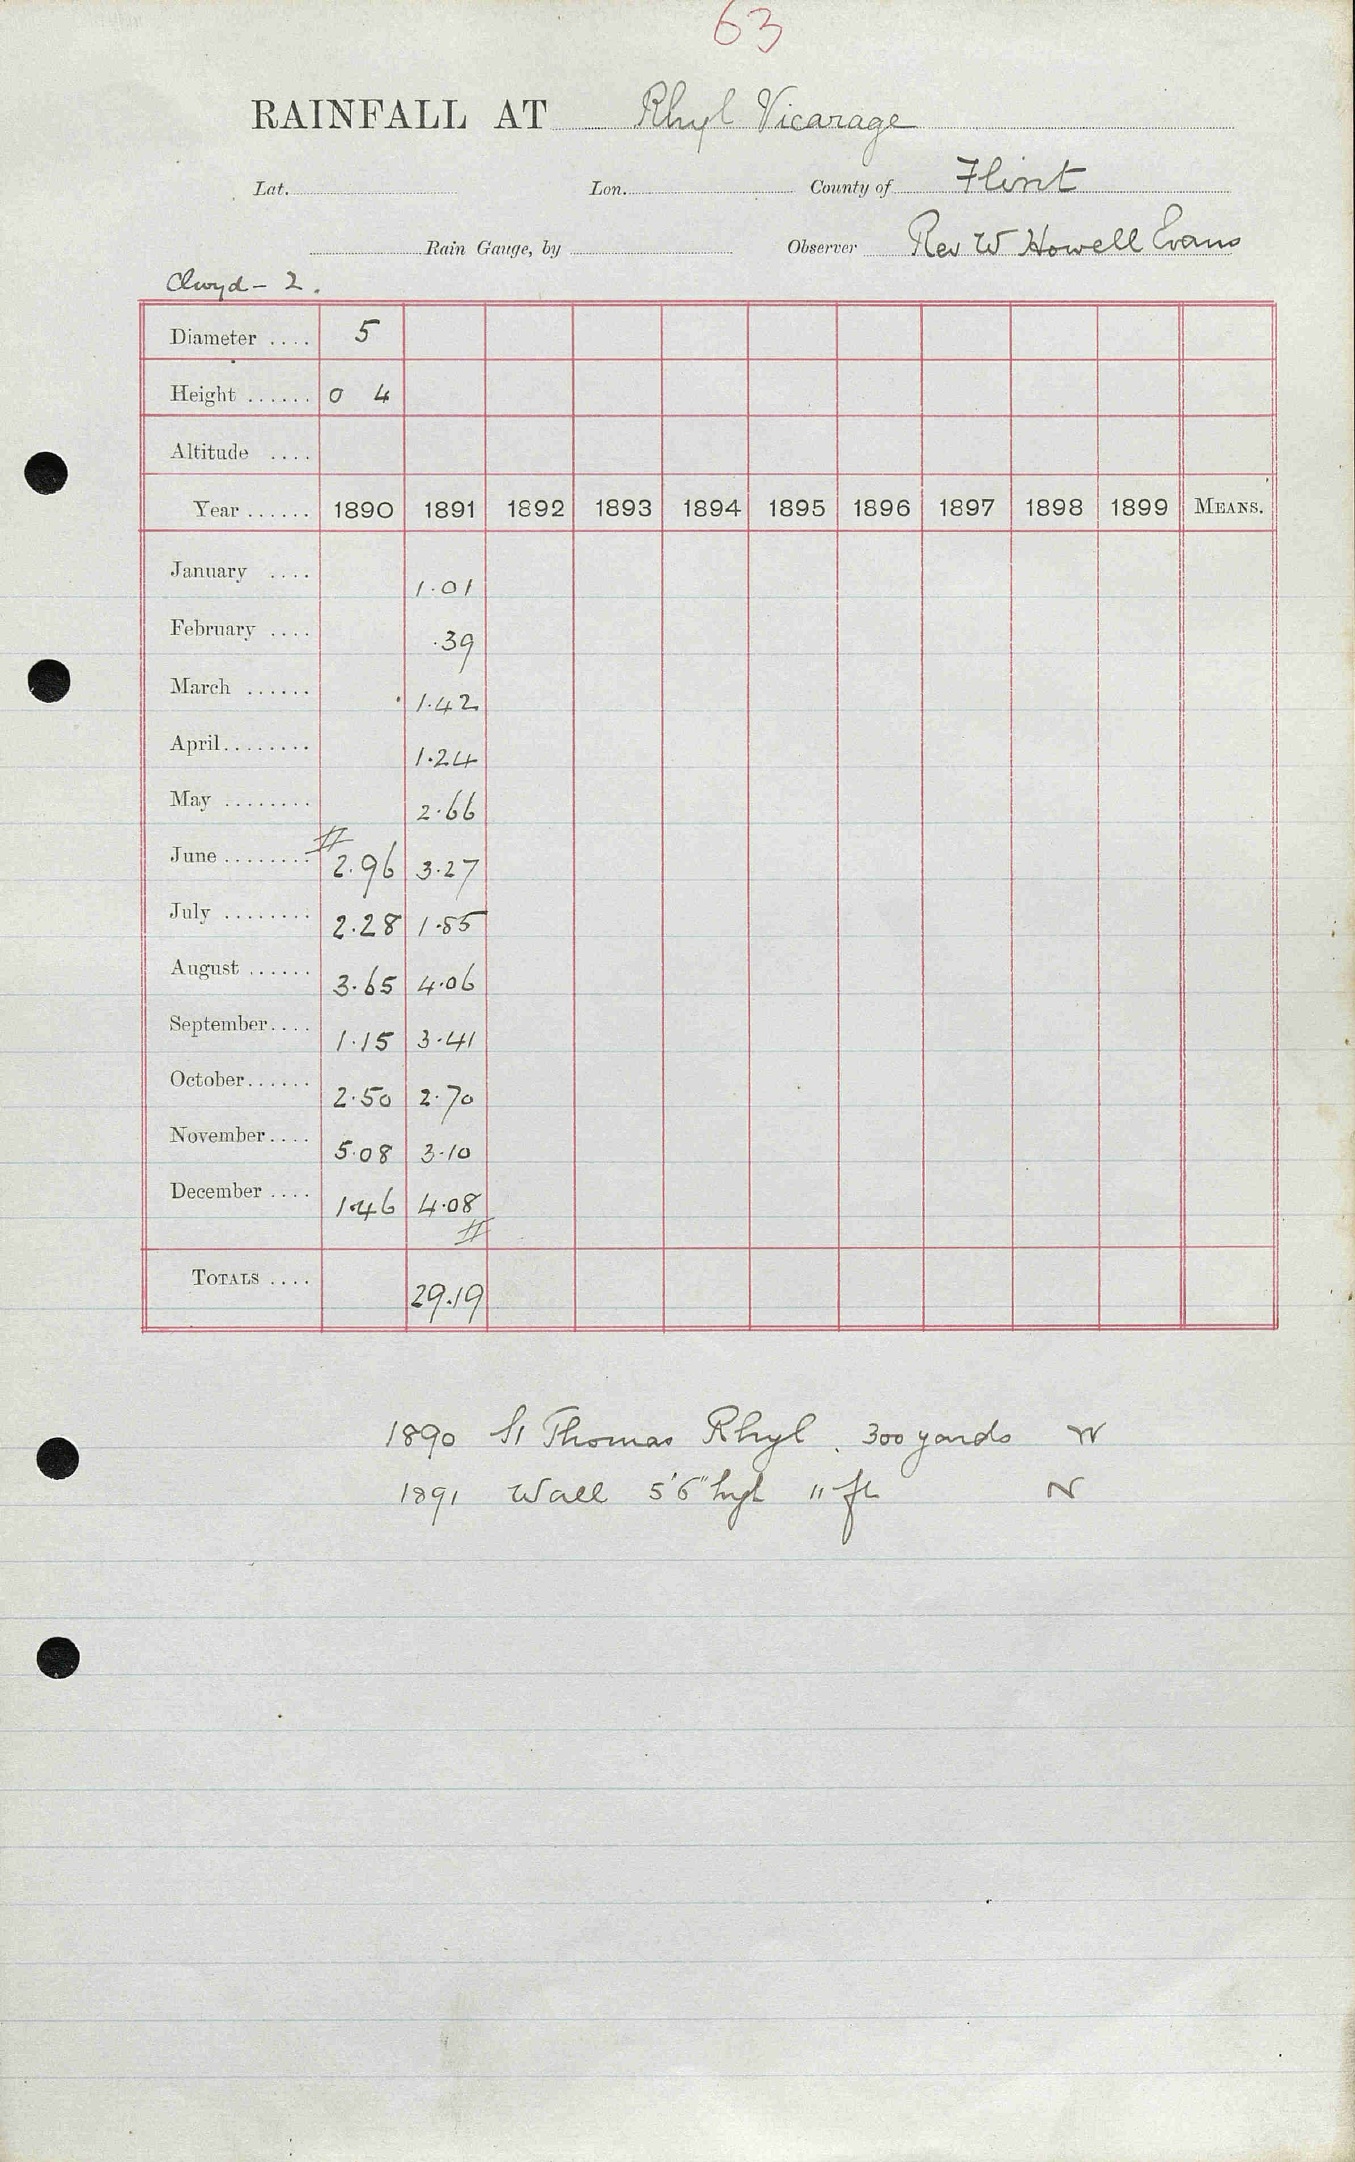 63
RAINFALL AT Rhyl Vicarage
Lat. Lon. County of Flint
Rain Gauge, by Observer Rev W Howell Evans
Clwyd - 2.
Diameter .... 5
Height ...... 0 4
Altitude ....
Year ...... 1890 1891 1892 1893 1894 1895 1896 1897 1898 1899 MEANS.
January .... 1.01
February .... .39
March ...... 1.42
April ........ 1.24
May ........ 2.66
June ........ 2.96 3.27
July ........ 2.28 1.85
August ...... 3.65 4.06
September .... 1.15 3.41
October ...... 2.50 2.70
November .... 5.08 3.10
December .... 1.46 4.08
TOTALS .... 29.19
1890 St Thomas Rhyl. 300 yards W
1891 Wall 5'6" high 11 ft N